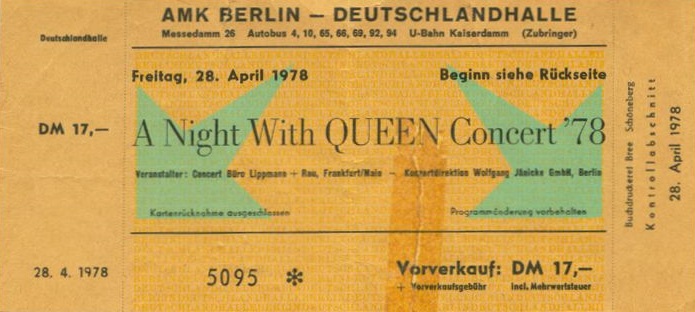 AMK BERLIN — DEUTSCHLANDHALLE
Messedamm 26 Autobus 4, 10, 65, 66, 69, 92, 94 U-Bahn Kaiserdamm (Zubringer)
Deutschlandhalle
Freitag, 28. April 1978 Beginn siehe Rückseite
DM 17,—
A Night With QUEEN Concert '78
Veranstalter: Concert Büro Lippmann + Rau, Frankfurt/Main — Konzertdirektion Wolfgang Jänicke GmbH, Berlin
Kartenrücknahme ausgeschlossen Programmänderung vorbehalten
28. 4. 1978
5095 ✻
Vorverkauf: DM 17,—
+ Vorverkaufsgebühr incl. Mehrwertsteuer
Buchdruckerei Bree Schöneberg
Kontrollabschnitt
28. April 1978